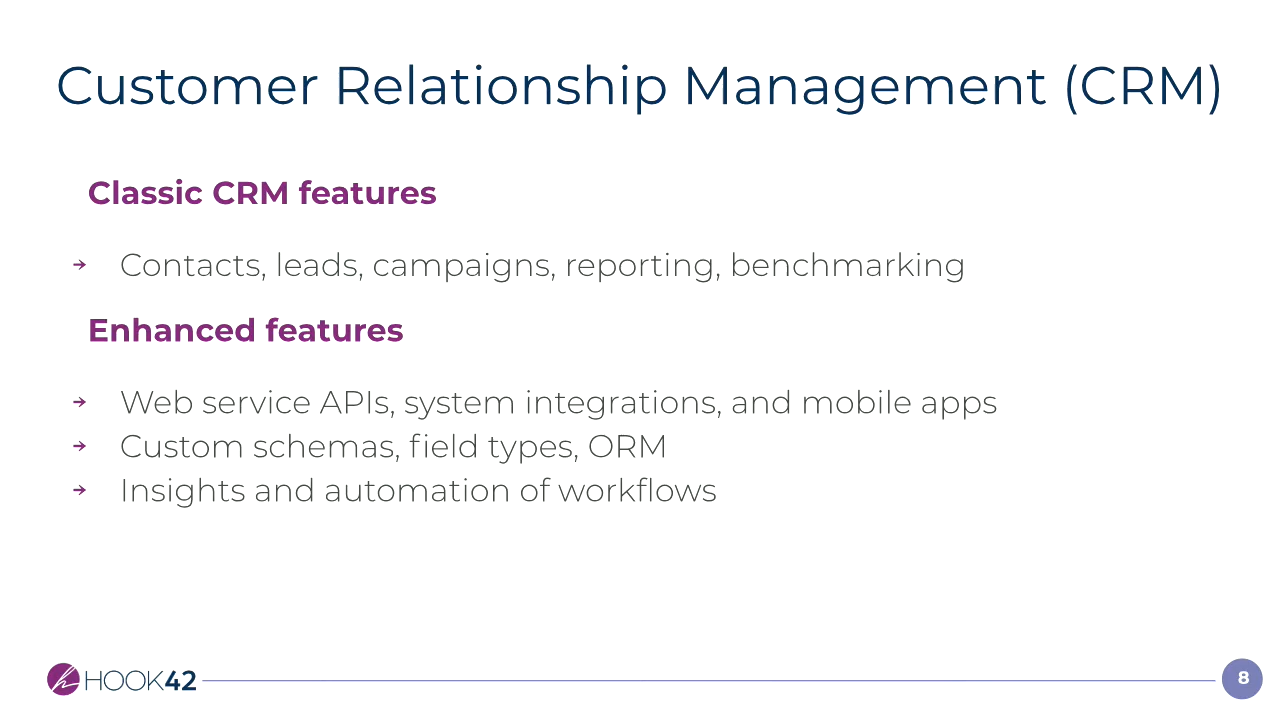 Customer Relationship Management (CRM)
Classic CRM features
→ Contacts, leads, campaigns, reporting, benchmarking
Enhanced features
→ Web service APIs, system integrations, and mobile apps
→ Custom schemas, field types, ORM
→ Insights and automation of workflows
HOOK42
8